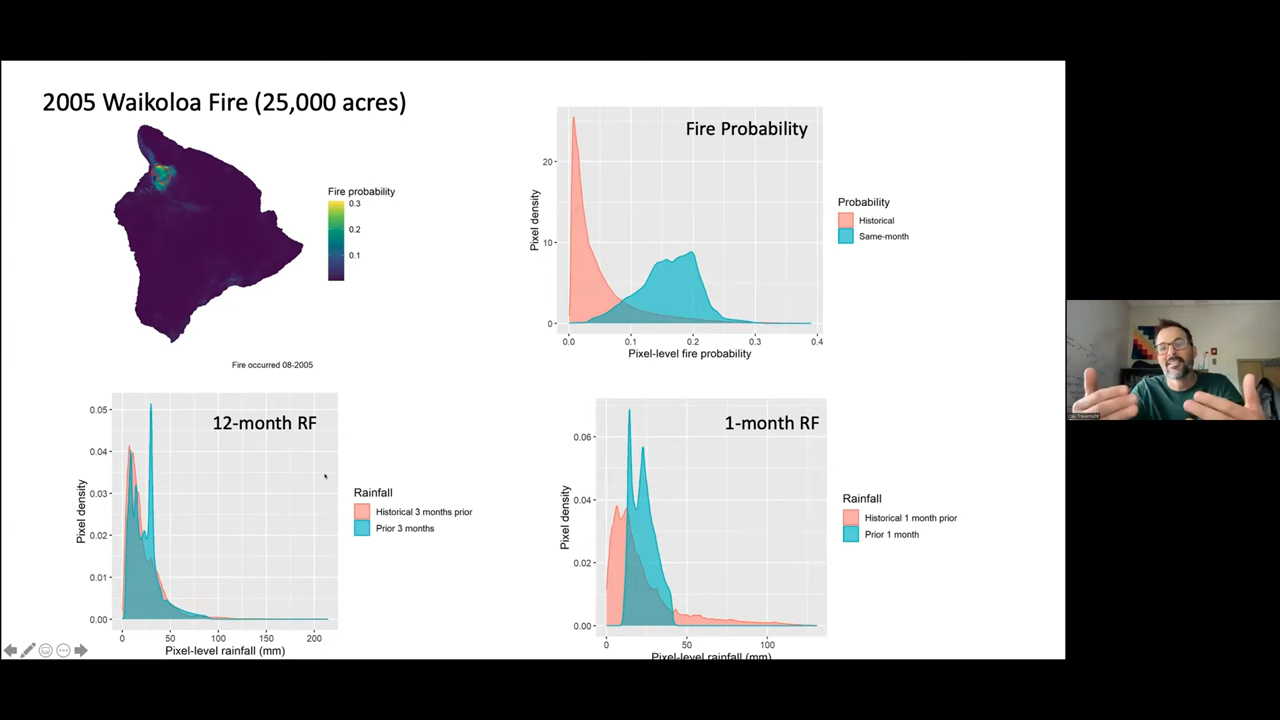 2005 Waikoloa Fire (25,000 acres)
Fire probability
0.3
0.2
0.1
Fire occurred 08-2005
Fire Probability
Pixel density
20
10
0
0.0 0.1 0.2 0.3 0.4
Pixel-level fire probability
Probability
Historical
Same-month
12-month RF
Pixel density
0.05
0.04
0.03
0.02
0.01
0.00
0 50 100 150 200
Pixel-level rainfall (mm)
Rainfall
Historical 3 months prior
Prior 3 months
1-month RF
Pixel density
0.06
0.04
0.02
0.00
0 50 100
Pixel-level rainfall (mm)
Rainfall
Historical 1 month prior
Prior 1 month